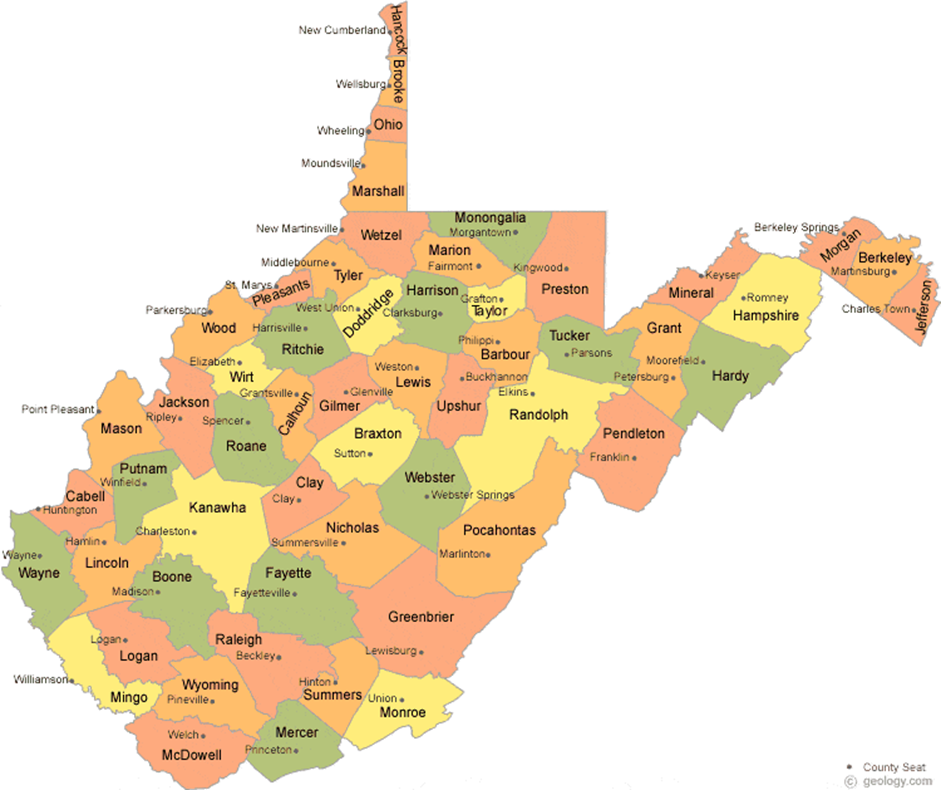 Hancock
New Cumberland
Brooke
Wellsburg
Ohio
Wheeling
Moundsville
Marshall
New Martinsville
Wetzel
Monongalia
Morgantown
Berkeley Springs
Morgan
Berkeley
Martinsburg
Jefferson
Charles Town
Middlebourne
Tyler
Marion
Fairmont
Kingwood
Preston
Keyser
Mineral
Romney
Hampshire
St. Marys
Pleasants
West Union
Doddridge
Harrison
Clarksburg
Grafton
Taylor
Parkersburg
Wood
Harrisville
Ritchie
Philippi
Barbour
Tucker
Parsons
Grant
Moorefield
Petersburg
Hardy
Elizabeth
Wirt
Grantsville
Calhoun
Glenville
Gilmer
Weston
Lewis
Buckhannon
Upshur
Elkins
Randolph
Point Pleasant
Mason
Jackson
Ripley
Spencer
Roane
Braxton
Sutton
Pendleton
Franklin
Putnam
Winfield
Cabell
Huntington
Kanawha
Charleston
Clay
Clay
Webster
Webster Springs
Nicholas
Summersville
Pocahontas
Marlinton
Wayne
Wayne
Hamlin
Lincoln
Boone
Madison
Fayette
Fayetteville
Greenbrier
Lewisburg
Logan
Logan
Raleigh
Beckley
Williamson
Mingo
Wyoming
Pineville
Hinton
Summers
Union
Monroe
Welch
McDowell
Mercer
Princeton
County Seat
© geology.com